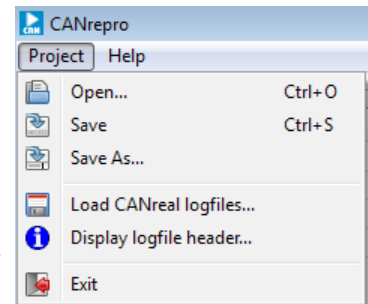 CANrepro
Project Help
Open... Ctrl+O
Save Ctrl+S
Save As...
Load CANreal logfiles...
Display logfile header...
Exit